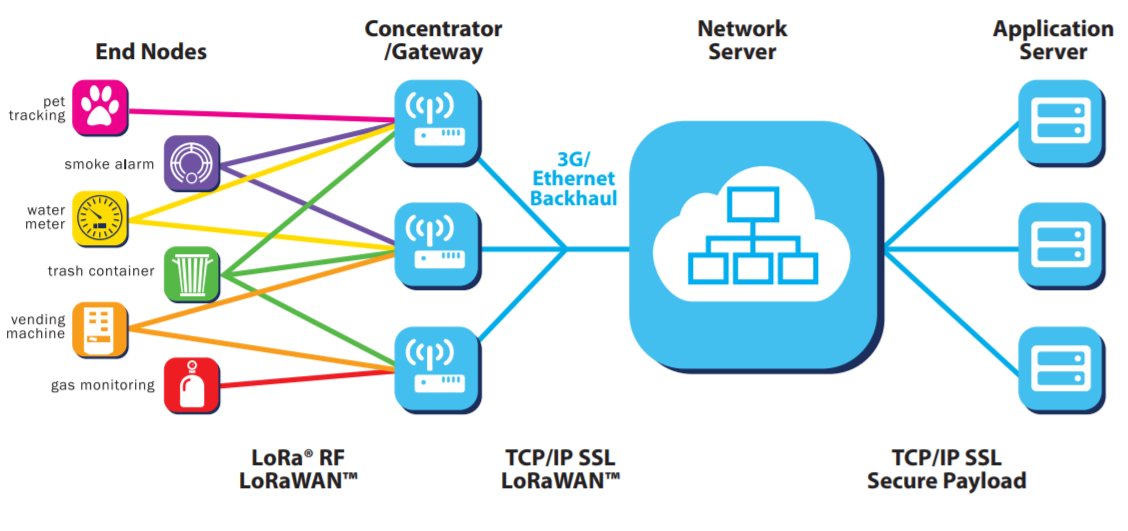 End Nodes
Concentrator
/Gateway
Network
Server
Application
Server
pet
tracking
smoke alarm
water
meter
trash container
vending
machine
gas monitoring
3G/
Ethernet
Backhaul
LoRa® RF
LoRaWAN™
TCP/IP SSL
LoRaWAN™
TCP/IP SSL
Secure Payload